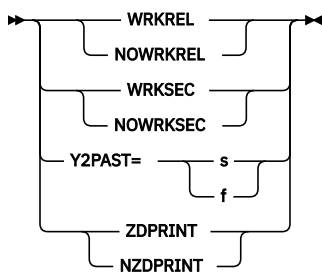 WRKREL
NOWRKREL
WRKSEC
NOWRKSEC
Y2PAST= s
f
ZDPRINT
NZDPRINT